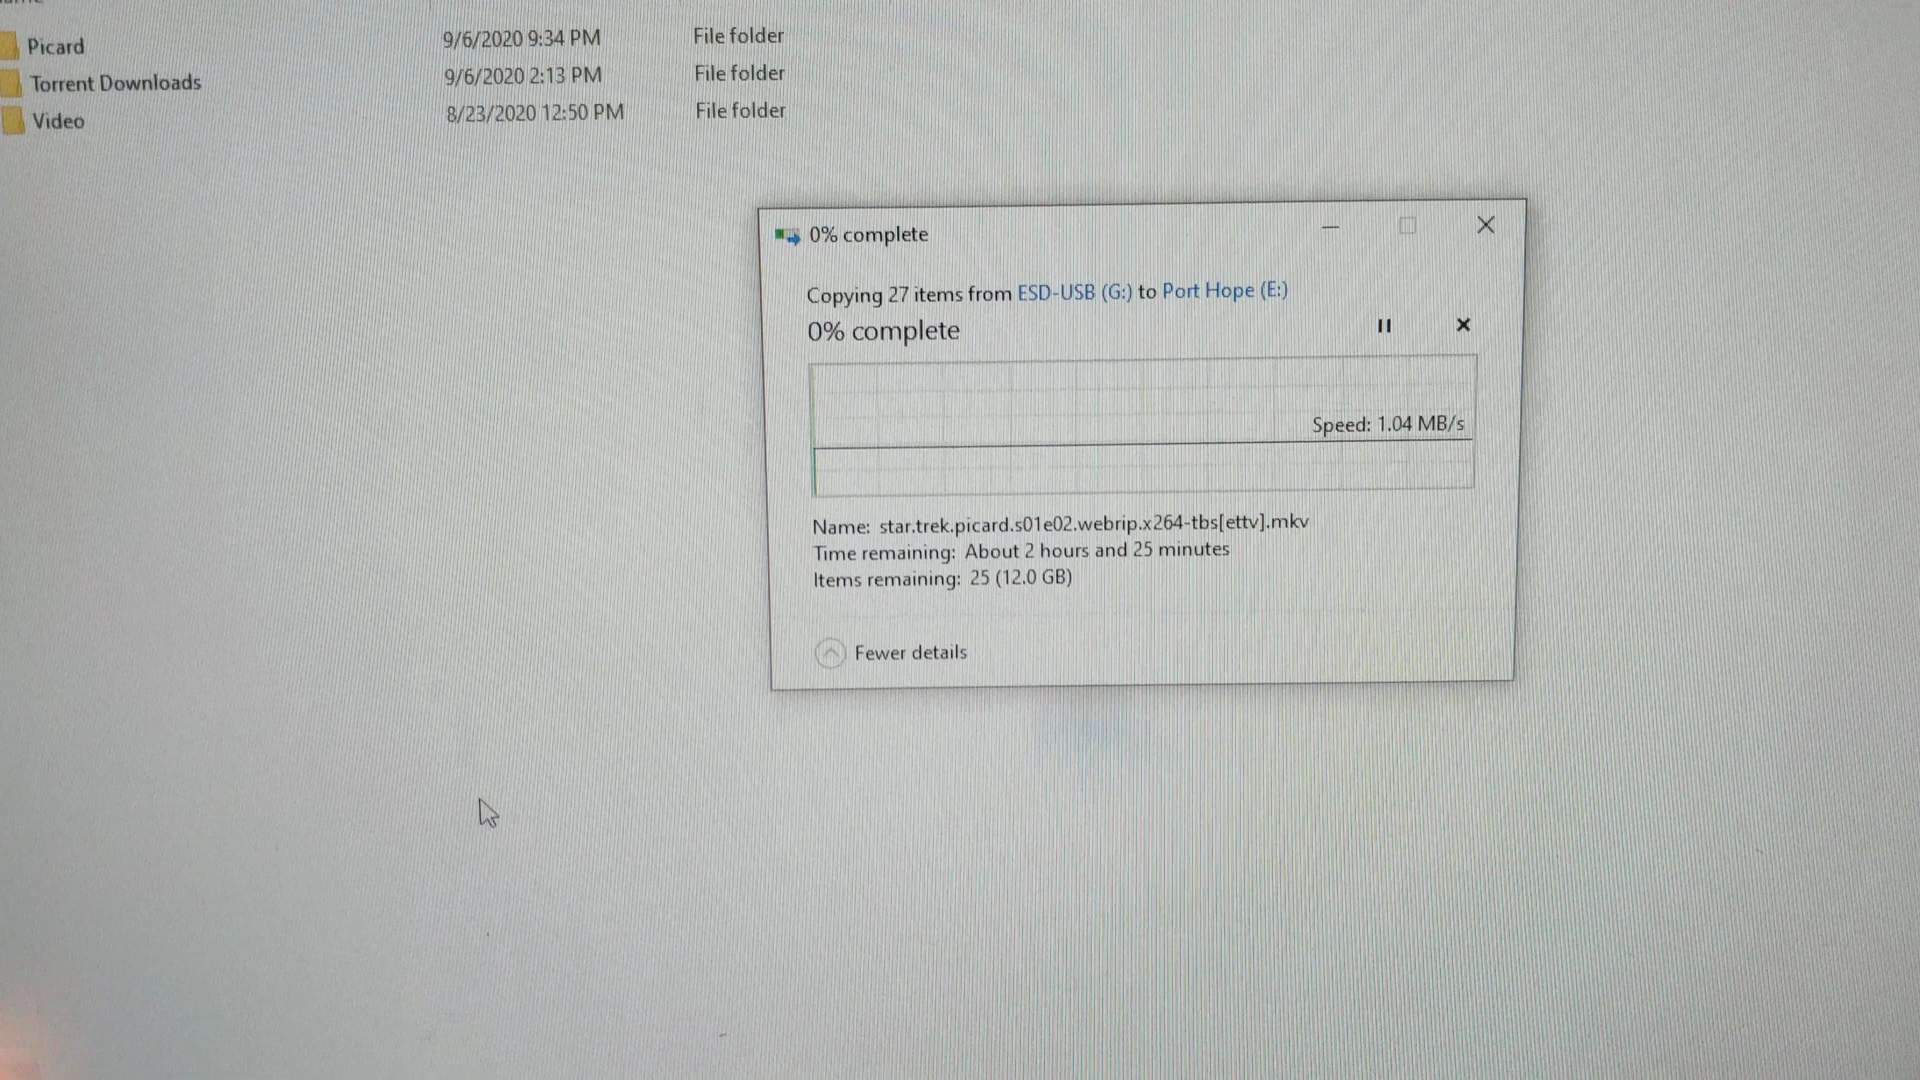 Picard 9/6/2020 9:34 PM File folder
Torrent Downloads 9/6/2020 2:13 PM File folder
Video 8/23/2020 12:50 PM File folder
0% complete
Copying 27 items from ESD-USB (G:) to Port Hope (E:)
0% complete
Speed: 1.04 MB/s
Name: star.trek.picard.s01e02.webrip.x264-tbs[ettv].mkv
Time remaining: About 2 hours and 25 minutes
Items remaining: 25 (12.0 GB)
Fewer details